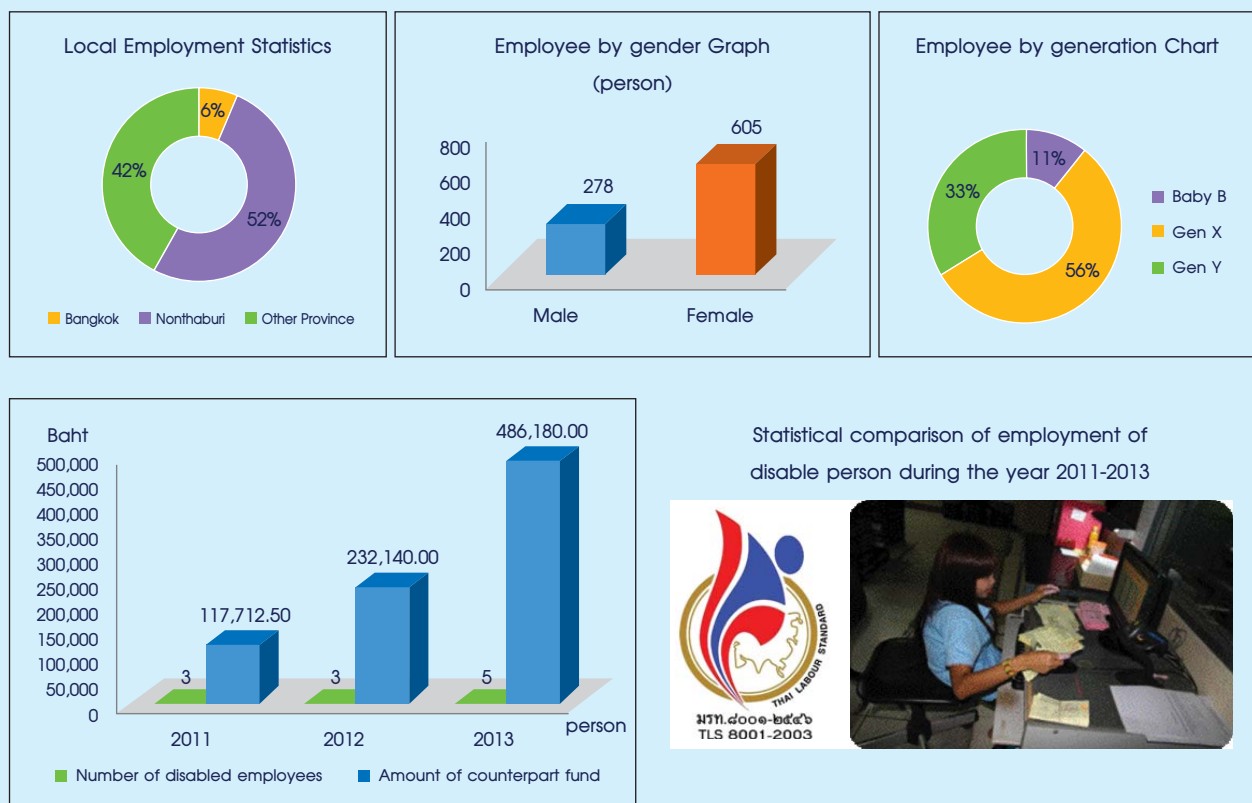 Local Employment Statistics
6%
42%
52%
Bangkok Nonthaburi Other Province
Employee by gender Graph
(person)
800
600
400
200
0
278
605
Male Female
Employee by generation Chart
11%
33%
56%
Baby B
Gen X
Gen Y
Baht
500,000
450,000
400,000
350,000
300,000
250,000
200,000
150,000
100,000
50,000
0
117,712.50
232,140.00
486,180.00
3
3
5
person
2011 2012 2013
Number of disabled employees Amount of counterpart fund
Statistical comparison of employment of
disable person during the year 2011-2013
THAI LABOUR STANDARD
มรท.๘๐๐๑-๒๕๔๖
TLS 8001-2003